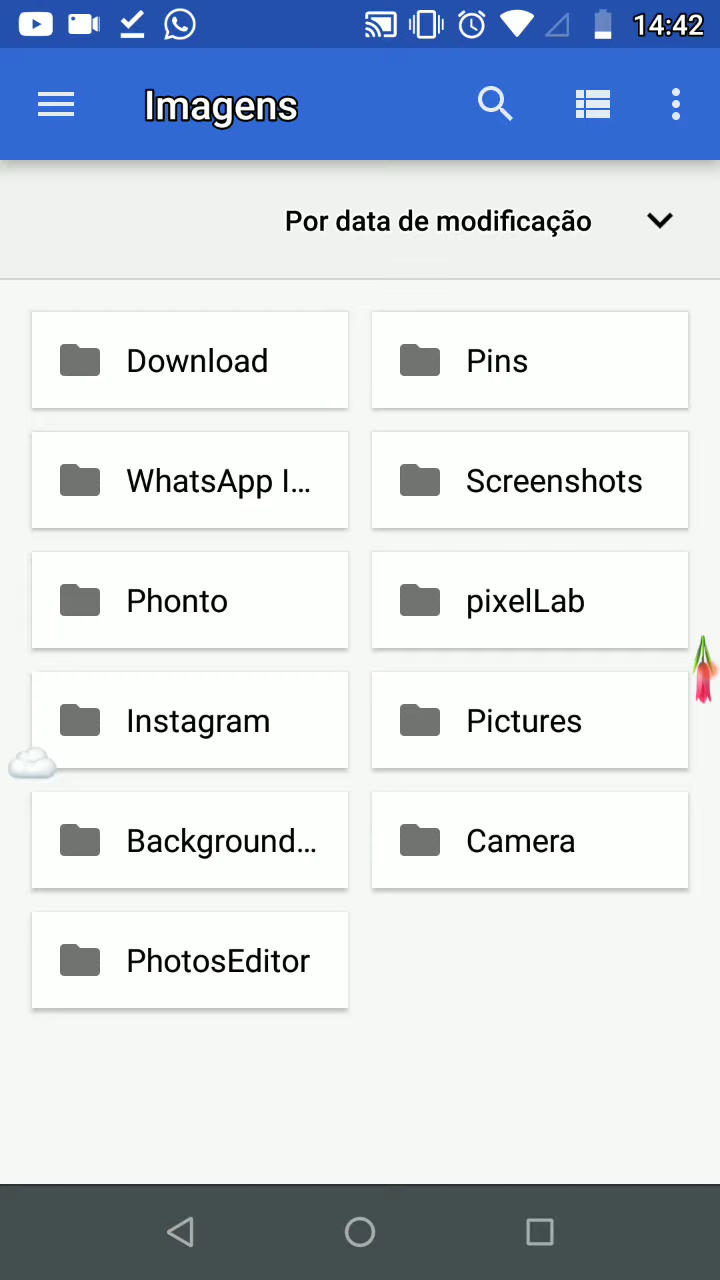 14:42
Imagens
Por data de modificação
Download
Pins
WhatsApp I...
Screenshots
Phonto
pixelLab
Instagram
Pictures
Background...
Camera
PhotosEditor